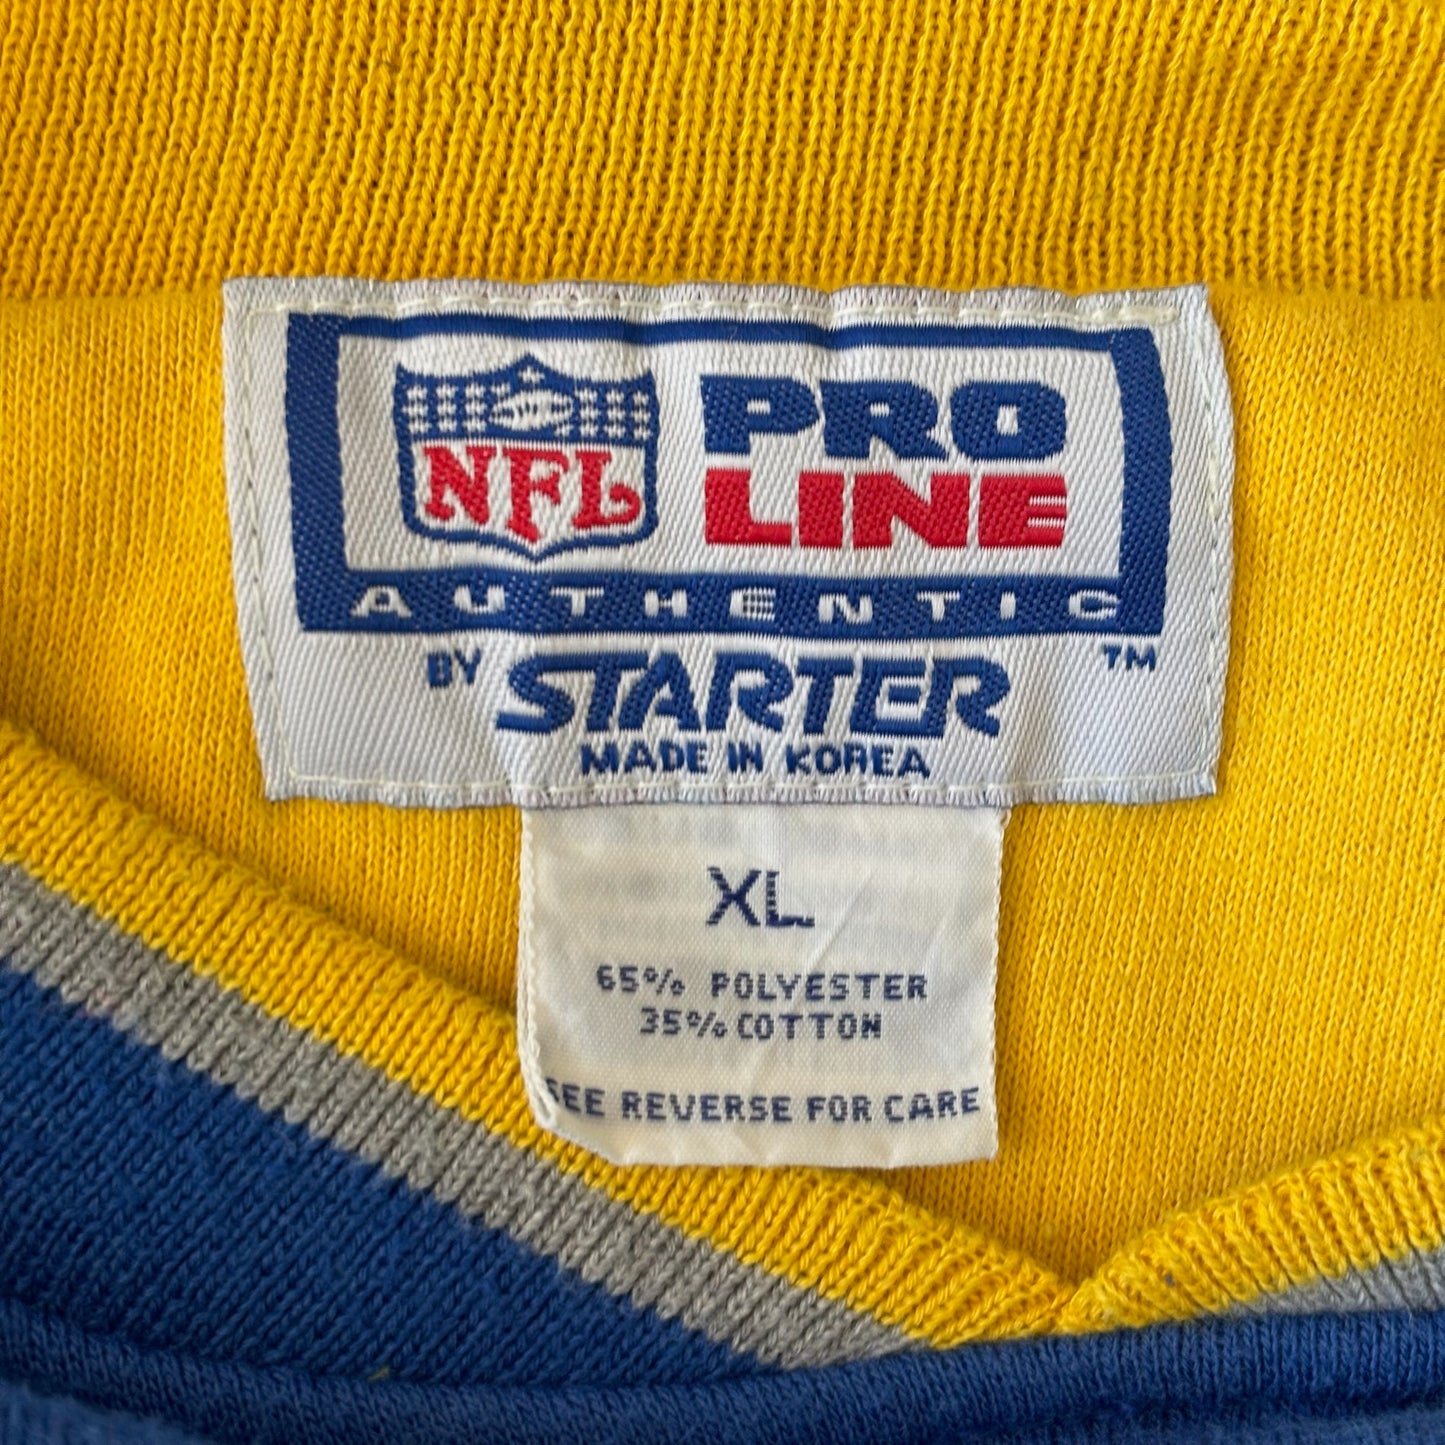 NFL
PRO
LINE
AUTHENTIC
BY STARTER TM
MADE IN KOREA
XL
65% POLYESTER
35% COTTON
SEE REVERSE FOR CARE